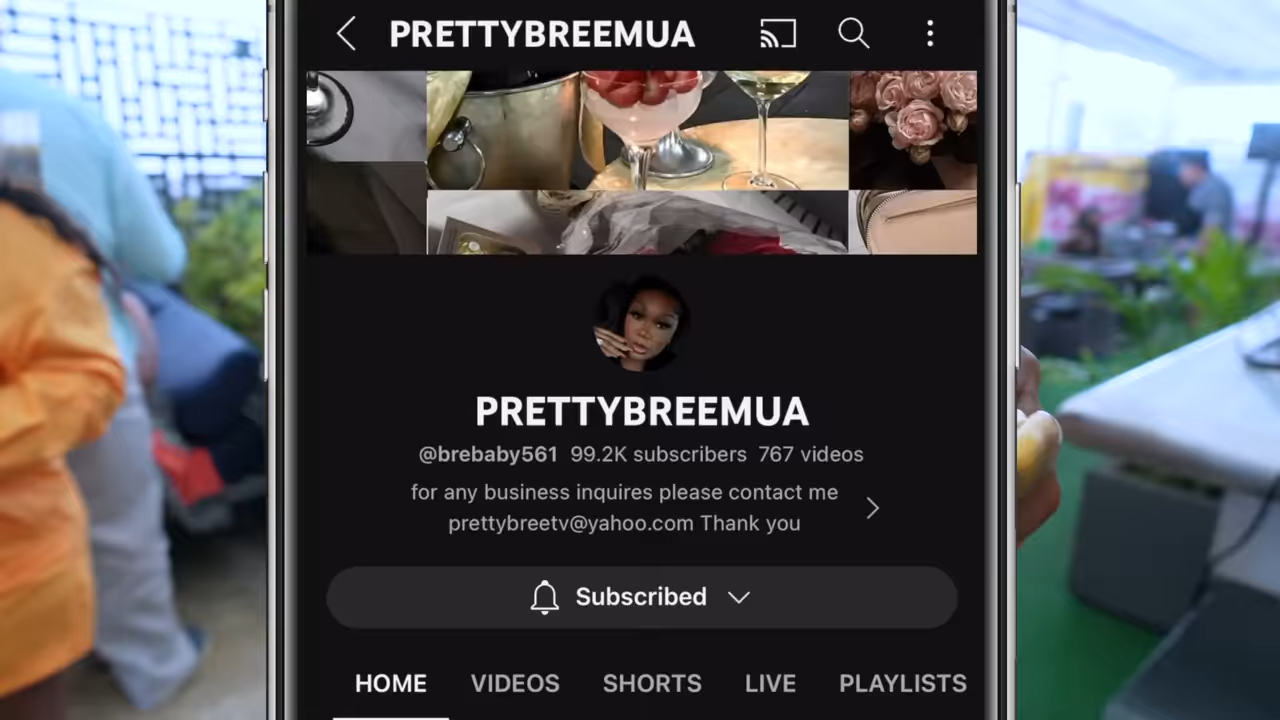 PRETTYBREEMUA
PRETTYBREEMUA
@brebaby561 99.2K subscribers 767 videos
for any business inquires please contact me
prettybreetv@yahoo.com Thank you
Subscribed
HOME VIDEOS SHORTS LIVE PLAYLISTS